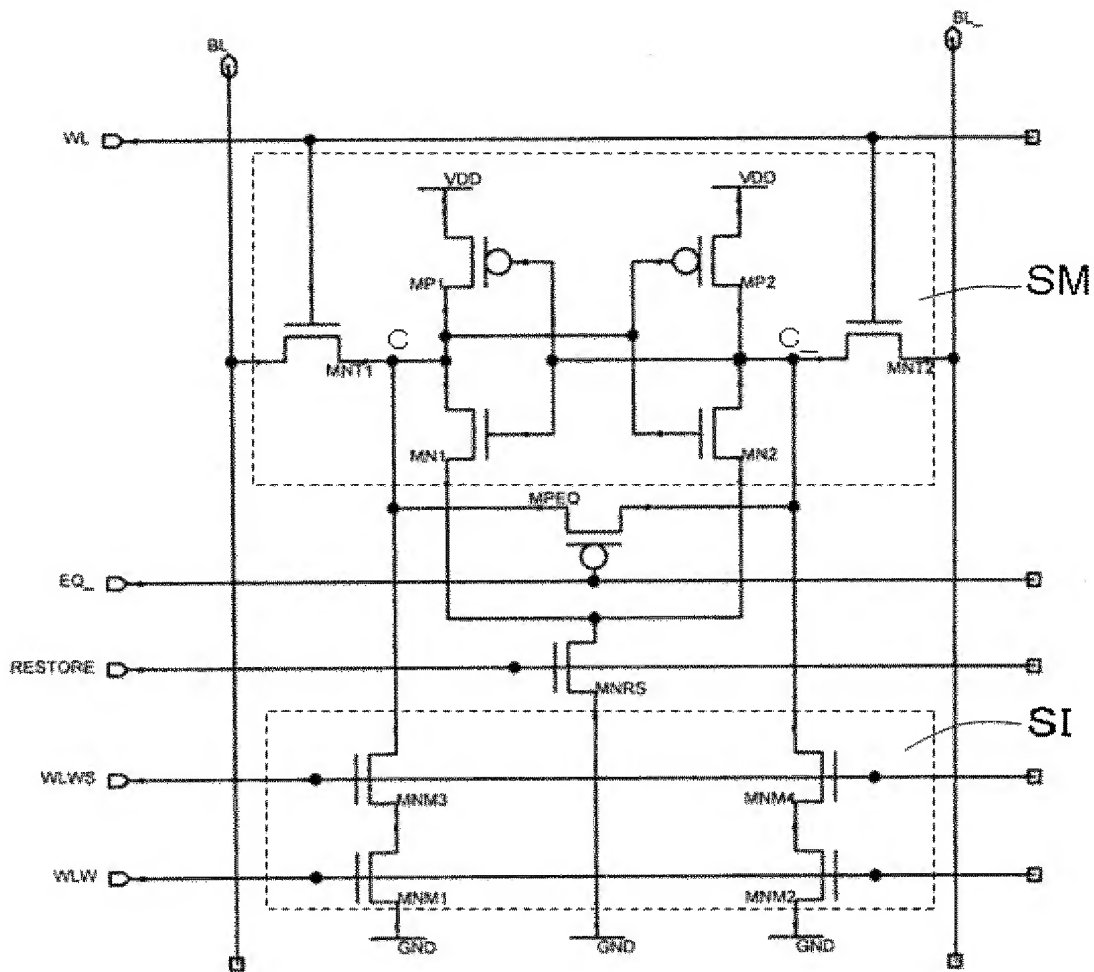 BL
BL_
WL
VDD
VDD
MP1
MP2
SM
C
C_
MNT1
MNT2
MN1
MN2
MPEQ
EQ_
RESTORE
MNRS
SI
WLWS
MNM3
MNM4
WLW
MNM1
MNM2
GND
GND
GND